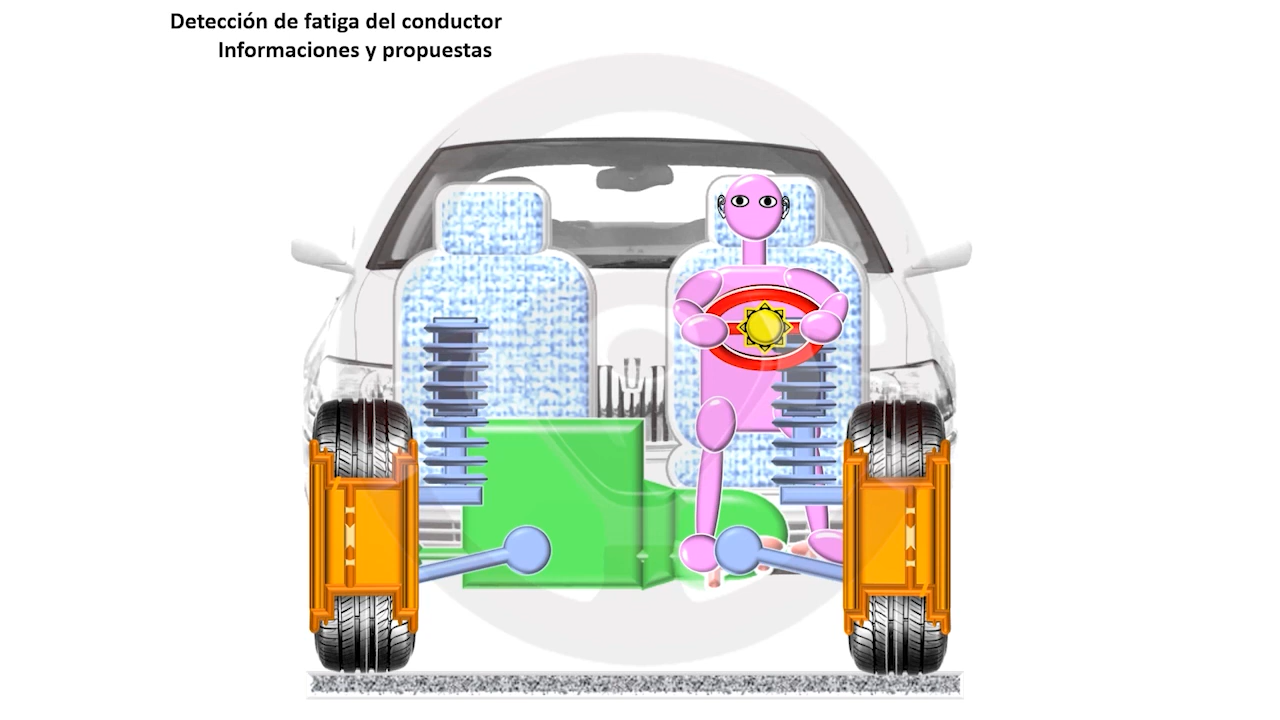 Detección de fatiga del conductor
Informaciones y propuestas